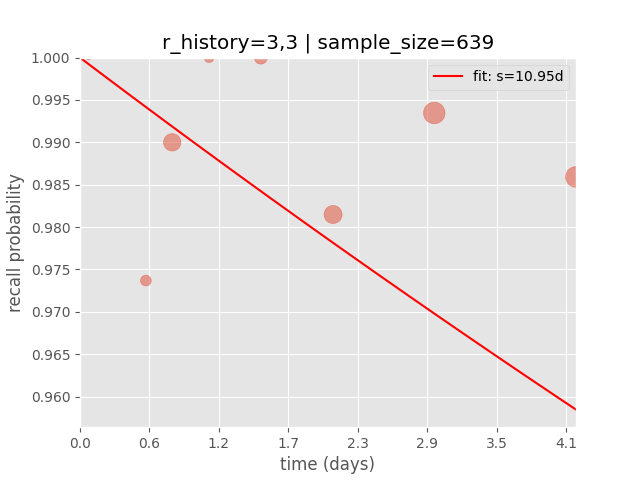 r_history=3,3 | sample_size=639
fit: s=10.95d
recall probability
1.000
0.995
0.990
0.985
0.980
0.975
0.970
0.965
0.960
0.0 0.6 1.2 1.7 2.3 2.9 3.5 4.1
time (days)